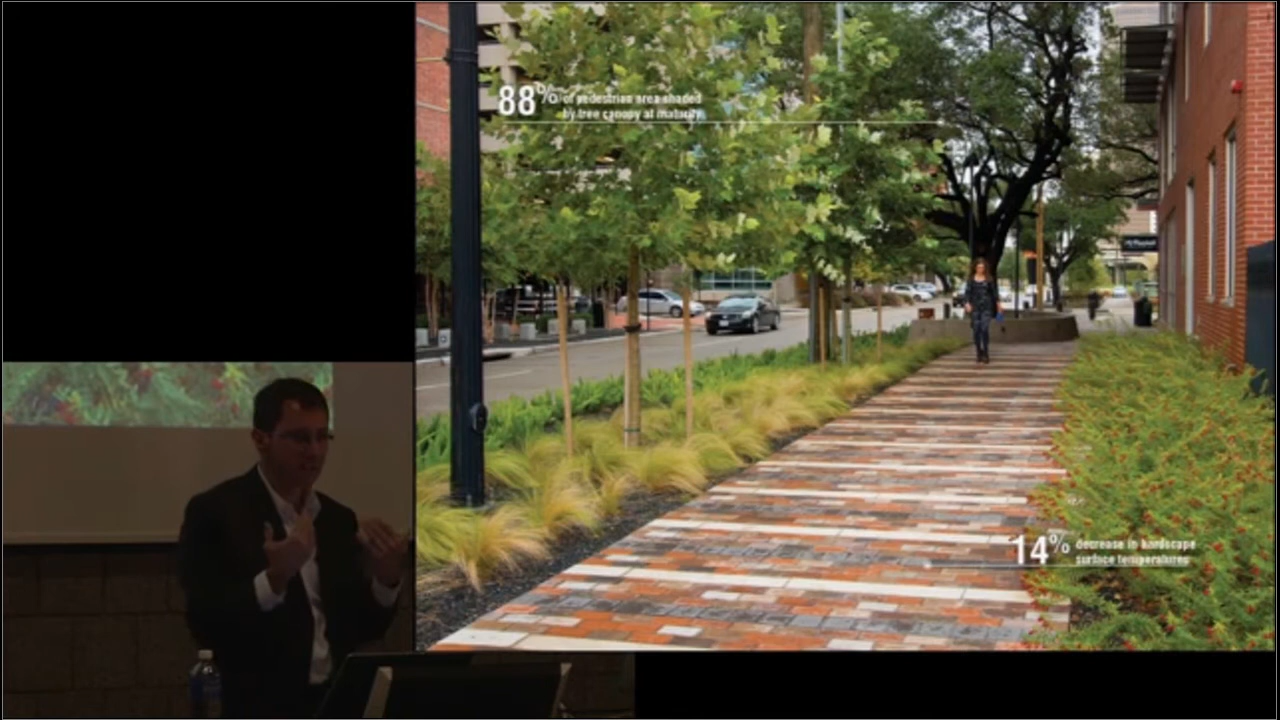 88% of pedestrian area shaded
by tree canopy at maturity
14% decrease in hardscape
surface temperatures